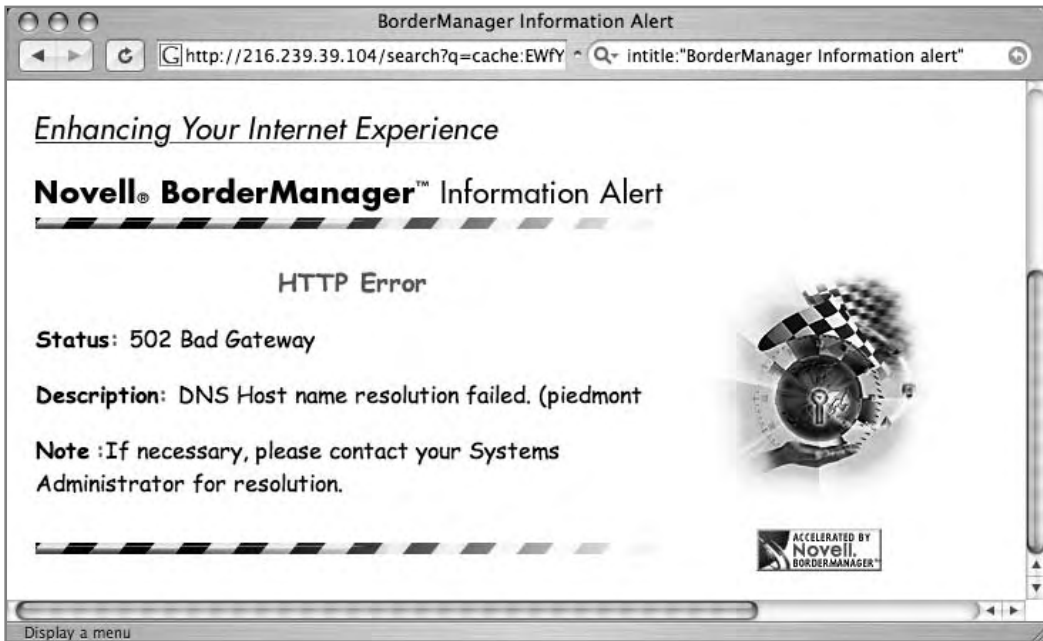 BorderManager Information Alert
http://216.239.39.104/search?q=cache:EWfY
intitle:"BorderManager Information alert"
Enhancing Your Internet Experience
Novell® BorderManager™ Information Alert
HTTP Error
Status: 502 Bad Gateway
Description: DNS Host name resolution failed. (piedmont
Note :If necessary, please contact your Systems
Administrator for resolution.
ACCELERATED BY
Novell.
BORDERMANAGER™
Display a menu